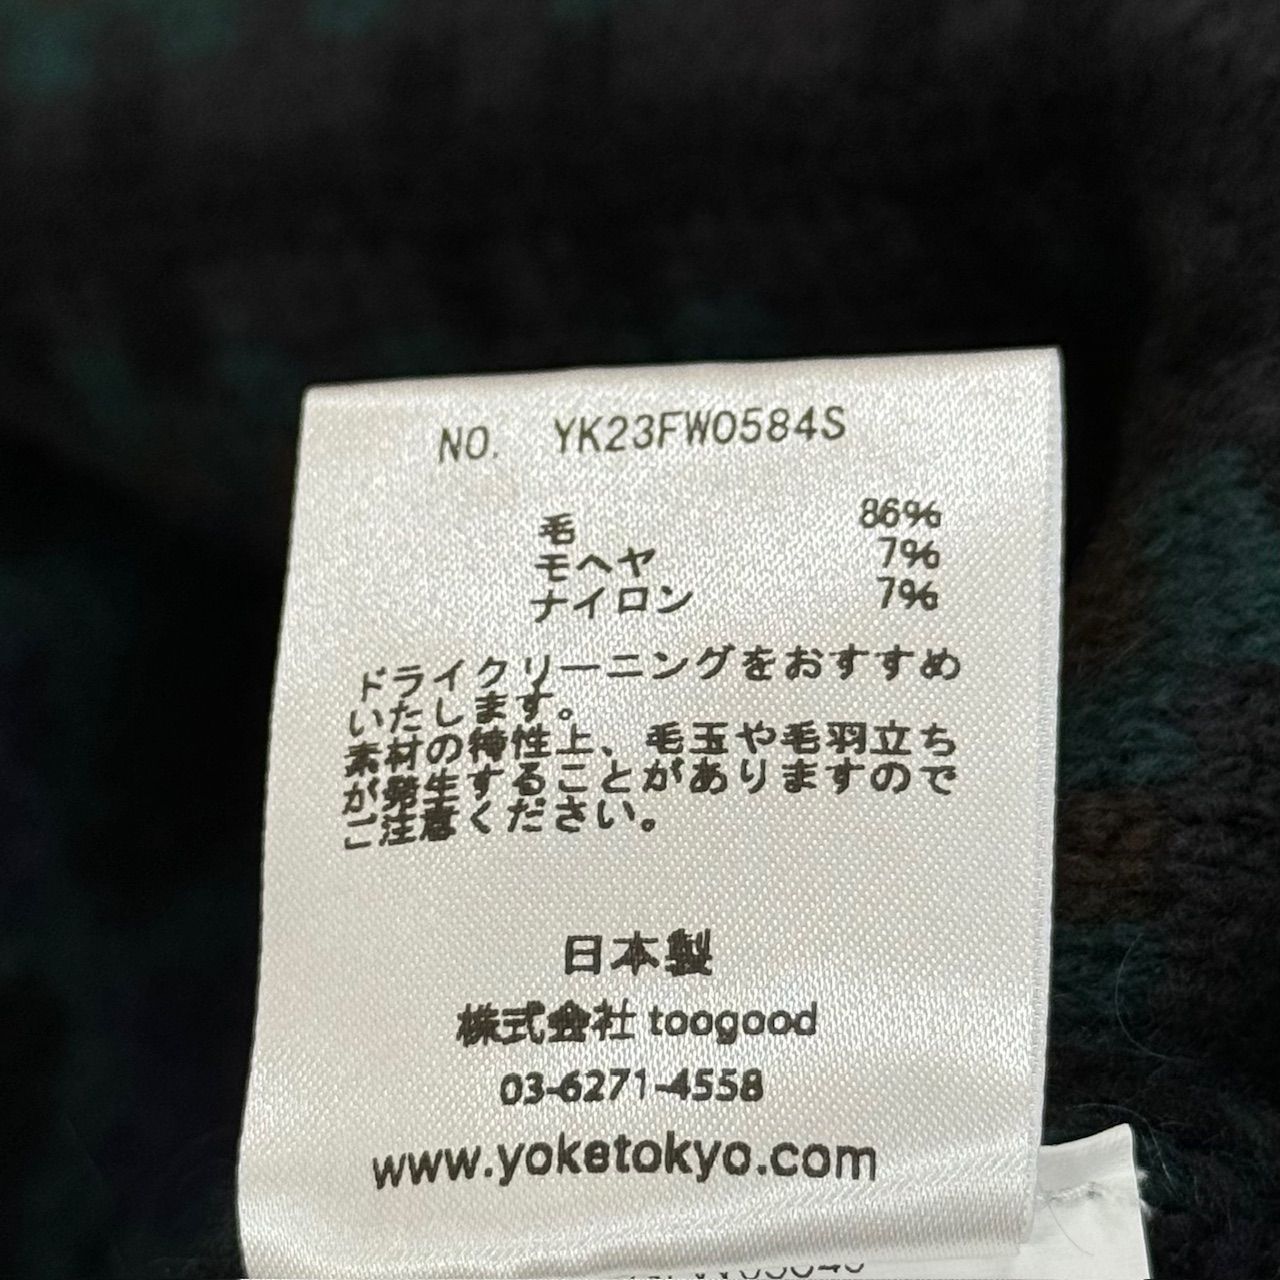 NO. YK23FW0584S
毛 86%
モヘヤ 7%
ナイロン 7%
ドライクリーニングをおすすめ
いたします。
素材の特性上、毛玉や毛羽立ち
が発生することがありますので
ご注意ください。
日本製
株式会社 toogood
03-6271-4558
www.yoketokyo.com